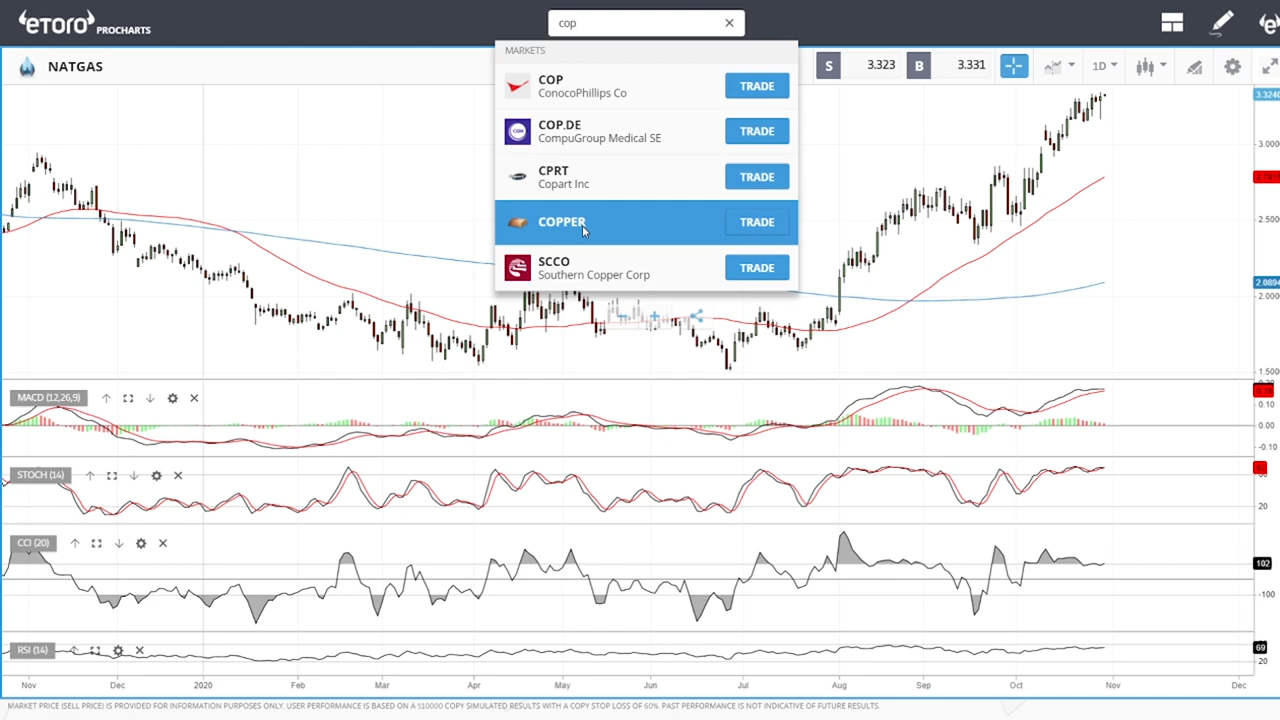 etoro PROCHARTS
cop
MARKETS
COP
ConocoPhillips Co
TRADE
COP.DE
CompuGroup Medical SE
TRADE
CPRT
Copart Inc
TRADE
COPPER
TRADE
SCCO
Southern Copper Corp
TRADE
NATGAS
S 3.323 B 3.331 1D
3.3240
3.0000
2.5000
2.0894
2.0000
1.5000
MACD (12,26,9)
0.10
0.00
-0.10
STOCH (14)
20
CCI (20)
102
-100
RSI (14)
69
20
Nov Dec 2020 Feb Mar Apr May Jun Jul Aug Sep Oct Nov Dec
MARKET PRICE (SELL PRICE) IS PROVIDED FOR INFORMATION PURPOSES ONLY. USER PERFORMANCE IS BASED ON A $10000 COPY SIMULATED RESULTS WITH A COPY STOP LOSS OF 60%. PAST PERFORMANCE IS NOT INDICATIVE OF FUTURE RESULTS.